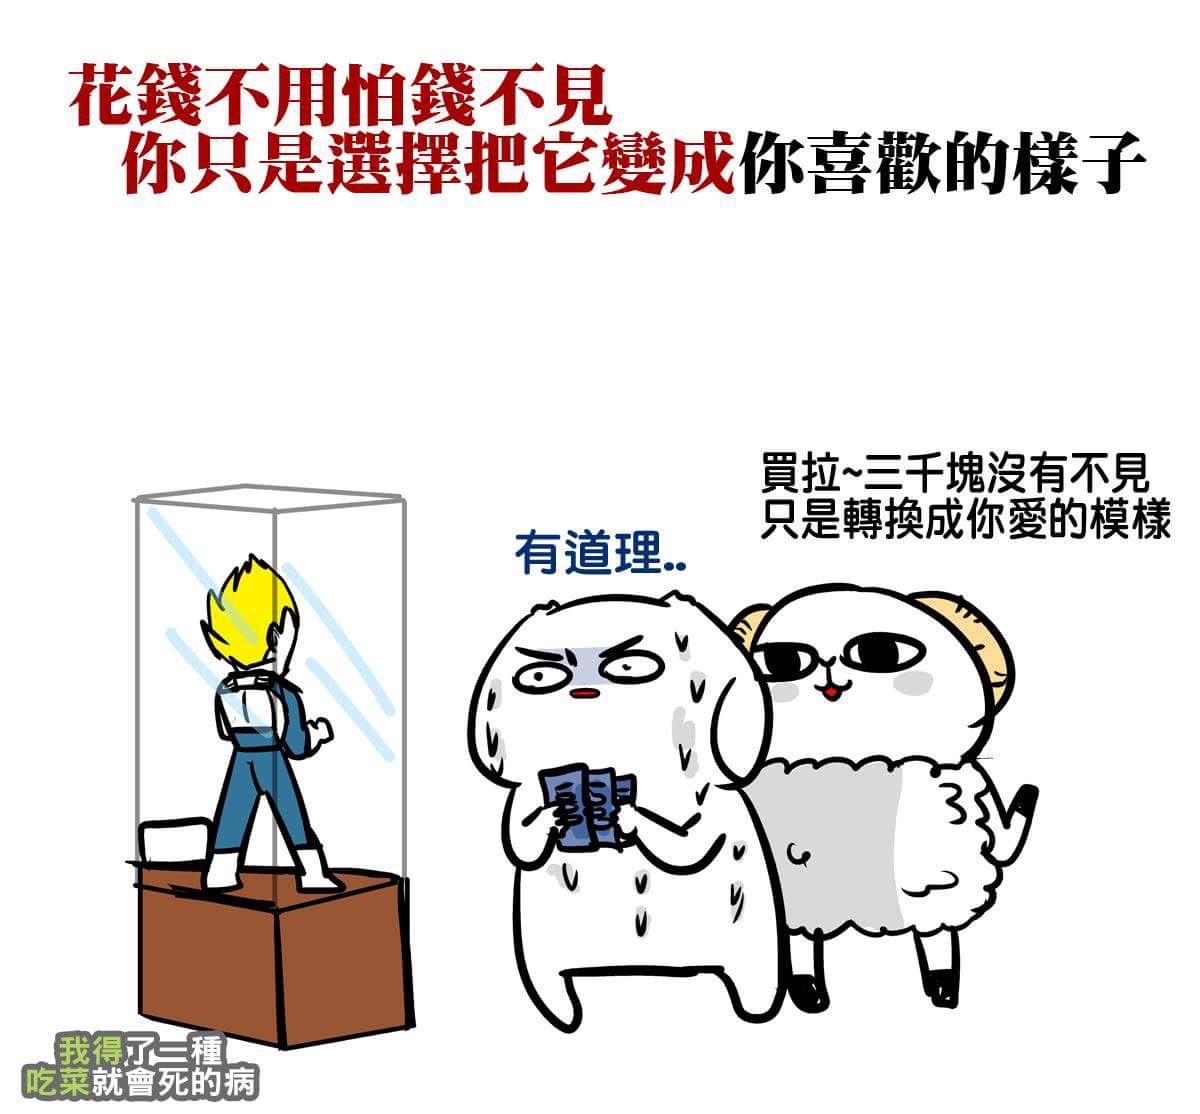 花錢不用怕錢不見
你只是選擇把它變成你喜歡的樣子
買拉~三千塊沒有不見
只是轉換成你愛的模樣
有道理..
我得了一種
吃菜就會死的病